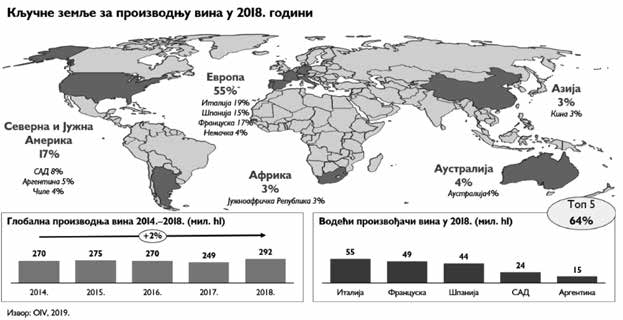 Кључне земље за производњу вина у 2018. години
Европа
55%
Италија 19%
Шпанија 15%
Француска 17%
Немачка 4%
Азија
3%
Кина 3%
Северна и Јужна
Америка
17%
САД 8%
Аргентина 5%
Чиле 4%
Африка
3%
Јужноафричка Република 3%
Аустралија
4%
Аустралија4%
Топ 5
64%
Глобална производња вина 2014.–2018. (мил. hl)
+2%
270 275 270 249 292
2014. 2015. 2016. 2017. 2018.
Водећи произвођачи вина у 2018. (мил. hl)
55 49 44 24 15
Италија Француска Шпанија САД Аргентина
Извор: OIV, 2019.